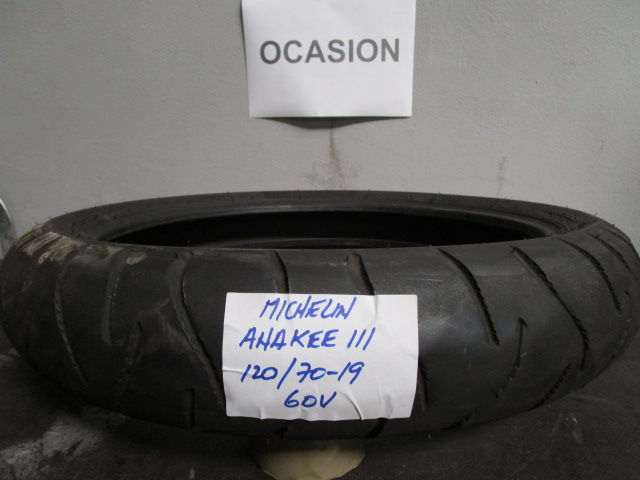 OCASION
MICHELIN
ANAKEE III
120/70-19
60V